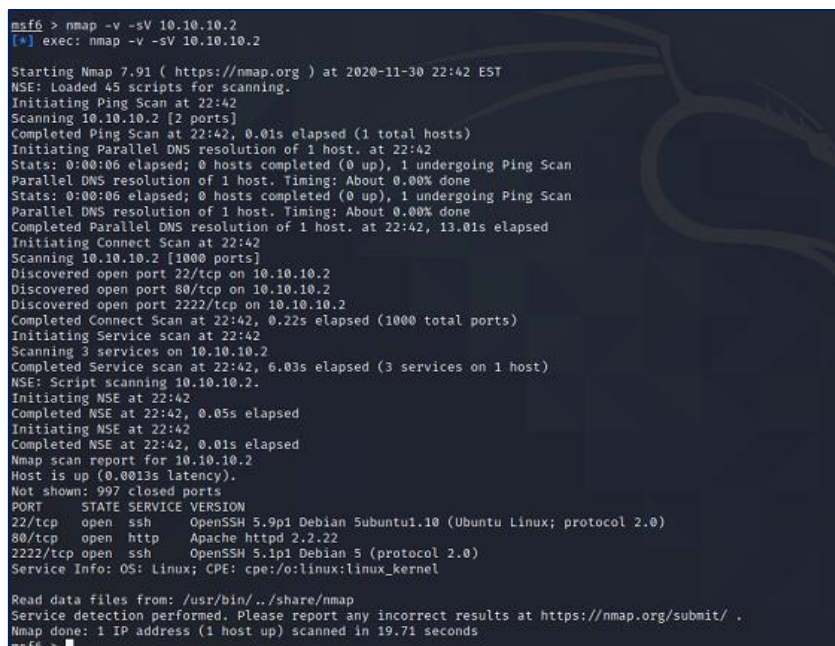 msf6 > nmap -v -sV 10.10.10.2
[*] exec: nmap -v -sV 10.10.10.2
Starting Nmap 7.91 ( https://nmap.org ) at 2020-11-30 22:42 EST
NSE: Loaded 45 scripts for scanning.
Initiating Ping Scan at 22:42
Scanning 10.10.10.2 [2 ports]
Completed Ping Scan at 22:42, 0.01s elapsed (1 total hosts)
Initiating Parallel DNS resolution of 1 host. at 22:42
Stats: 0:00:06 elapsed; 0 hosts completed (0 up), 1 undergoing Ping Scan
Parallel DNS resolution of 1 host. Timing: About 0.00% done
Stats: 0:00:06 elapsed; 0 hosts completed (0 up), 1 undergoing Ping Scan
Parallel DNS resolution of 1 host. Timing: About 0.00% done
Completed Parallel DNS resolution of 1 host. at 22:42, 13.01s elapsed
Initiating Connect Scan at 22:42
Scanning 10.10.10.2 [1000 ports]
Discovered open port 22/tcp on 10.10.10.2
Discovered open port 80/tcp on 10.10.10.2
Discovered open port 2222/tcp on 10.10.10.2
Completed Connect Scan at 22:42, 0.22s elapsed (1000 total ports)
Initiating Service scan at 22:42
Scanning 3 services on 10.10.10.2
Completed Service scan at 22:42, 6.03s elapsed (3 services on 1 host)
NSE: Script scanning 10.10.10.2.
Initiating NSE at 22:42
Completed NSE at 22:42, 0.05s elapsed
Initiating NSE at 22:42
Completed NSE at 22:42, 0.01s elapsed
Nmap scan report for 10.10.10.2
Host is up (0.0013s latency).
Not shown: 997 closed ports
PORT     STATE SERVICE VERSION
22/tcp   open  ssh     OpenSSH 5.9p1 Debian 5ubuntu1.10 (Ubuntu Linux; protocol 2.0)
80/tcp   open  http    Apache httpd 2.2.22
2222/tcp open  ssh     OpenSSH 5.1p1 Debian 5 (protocol 2.0)
Service Info: OS: Linux; CPE: cpe:/o:linux:linux_kernel
Read data files from: /usr/bin/../share/nmap
Service detection performed. Please report any incorrect results at https://nmap.org/submit/ .
Nmap done: 1 IP address (1 host up) scanned in 19.71 seconds
msf6 >